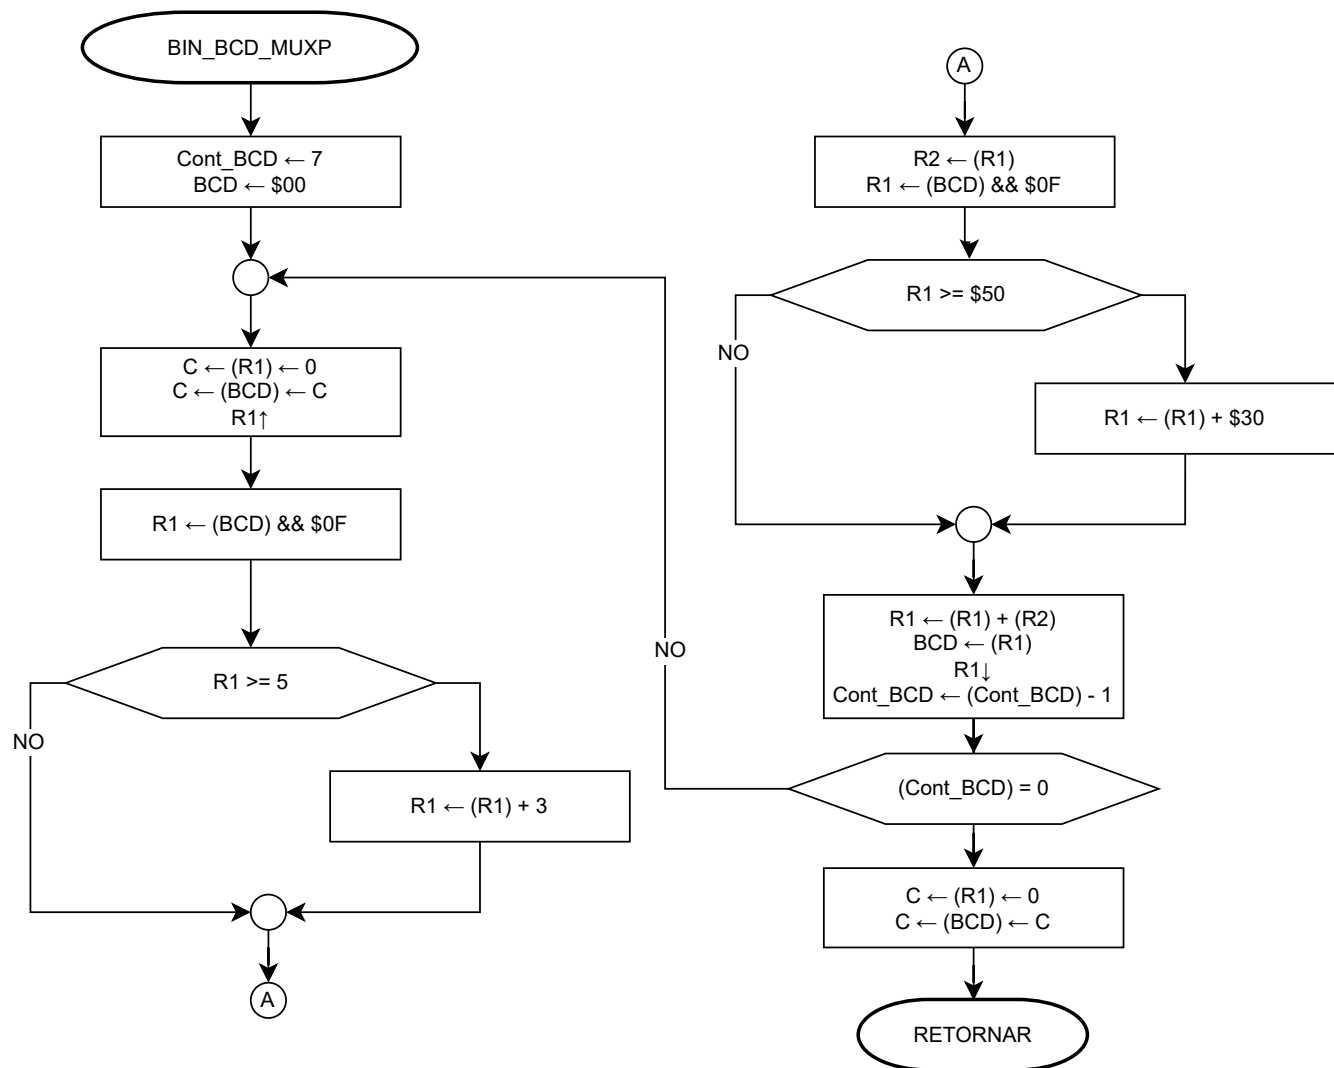 BIN_BCD_MUXP
Cont_BCD ← 7
BCD ← $00
C ← (R1) ← 0
C ← (BCD) ← C
R1↑
R1 ← (BCD) && $0F
R1 >= 5
NO
R1 ← (R1) + 3
A
A
R2 ← (R1)
R1 ← (BCD) && $0F
R1 >= $50
NO
R1 ← (R1) + $30
R1 ← (R1) + (R2)
BCD ← (R1)
R1↓
Cont_BCD ← (Cont_BCD) - 1
(Cont_BCD) = 0
NO
C ← (R1) ← 0
C ← (BCD) ← C
RETORNAR